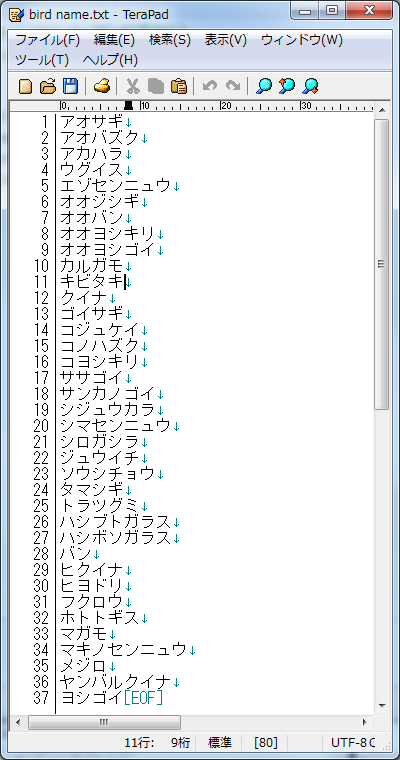 bird name.txt - TeraPad
ファイル(F) 編集(E) 検索(S) 表示(V) ウィンドウ(W)
ツール(T) ヘルプ(H)
0 10 20 30
1 アオサギ↓
2 アオバズク↓
3 アカハラ↓
4 ウグイス↓
5 エゾセンニュウ↓
6 オオジシギ↓
7 オオバン↓
8 オオヨシキリ↓
9 オオヨシゴイ↓
10 カルガモ↓
11 キビタキ↓
12 クイナ↓
13 ゴイサギ↓
14 コジュケイ↓
15 コノハズク↓
16 コヨシキリ↓
17 ササゴイ↓
18 サンカノゴイ↓
19 シジュウカラ↓
20 シマセンニュウ↓
21 シロガシラ↓
22 ジュウイチ↓
23 ソウシチョウ↓
24 タマシギ↓
25 トラツグミ↓
26 ハシブトガラス↓
27 ハシボソガラス↓
28 バン↓
29 ヒクイナ↓
30 ヒヨドリ↓
31 フクロウ↓
32 ホトトギス↓
33 マガモ↓
34 マキノセンニュウ↓
35 メジロ↓
36 ヤンバルクイナ↓
37 ヨシゴイ[EOF]
11行: 9桁 標準 [80] UTF-8